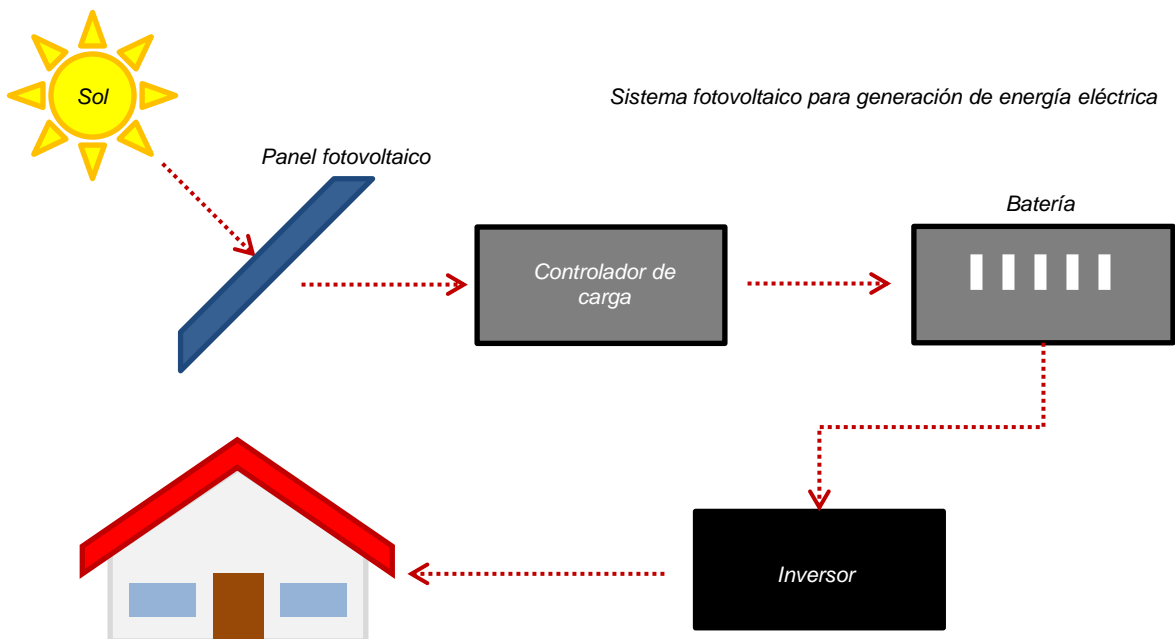 Sol
Sistema fotovoltaico para generación de energía eléctrica
Panel fotovoltaico
Batería
Controlador de
carga
Inversor